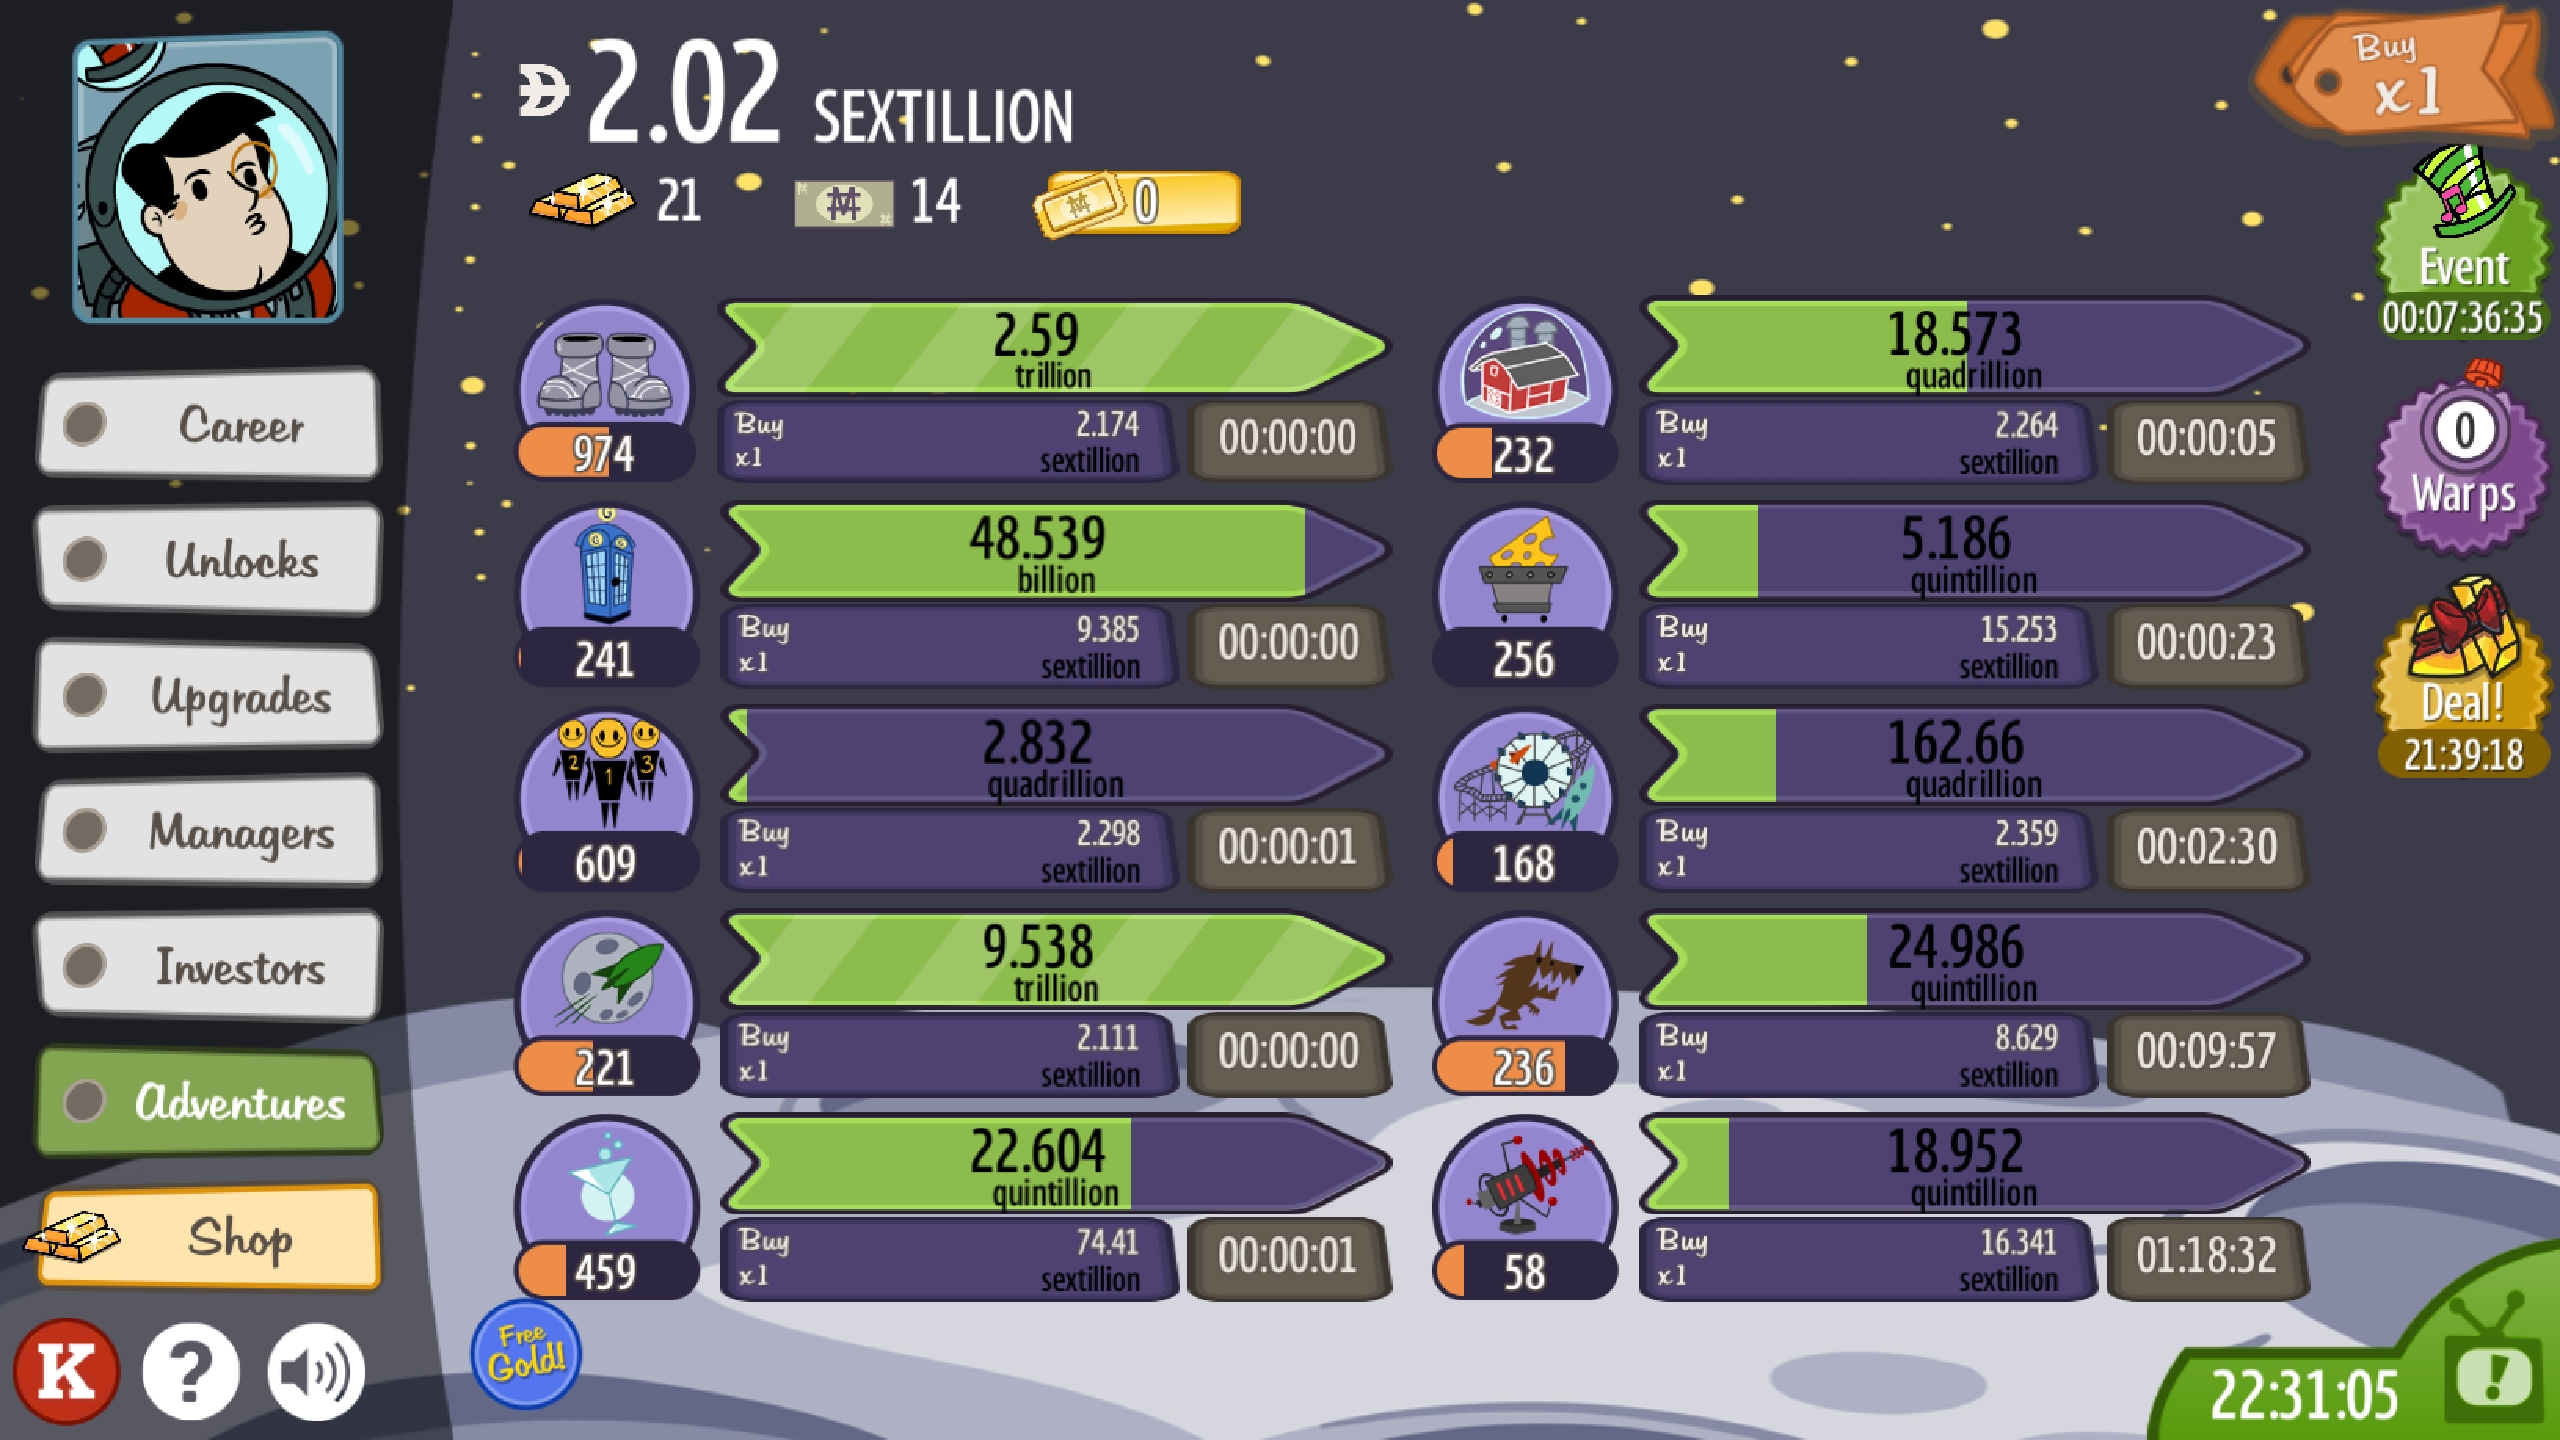 2.02 SEXTILLION
21 14 0
Buy
x1
Event
00:07:36:35
0
Warps
Deal!
21:39:18
Career
Unlocks
Upgrades
Managers
Investors
Adventures
Shop
K ?
2.59
trillion
974
Buy 2.174
x1 sextillion
00:00:00
G
G G
48.539
billion
241
Buy 9.385
x1 sextillion
00:00:00
2 1 3
2.832
quadrillion
609
Buy 2.298
x1 sextillion
00:00:01
9.538
trillion
221
Buy 2.111
x1 sextillion
00:00:00
22.604
quintillion
459
Buy 74.41
x1 sextillion
00:00:01
18.573
quadrillion
232
Buy 2.264
x1 sextillion
00:00:05
5.186
quintillion
256
Buy 15.253
x1 sextillion
00:00:23
162.66
quadrillion
168
Buy 2.359
x1 sextillion
00:02:30
24.986
quintillion
236
Buy 8.629
x1 sextillion
00:09:57
18.952
quintillion
58
Buy 16.341
x1 sextillion
01:18:32
Free
Gold!
22:31:05
!